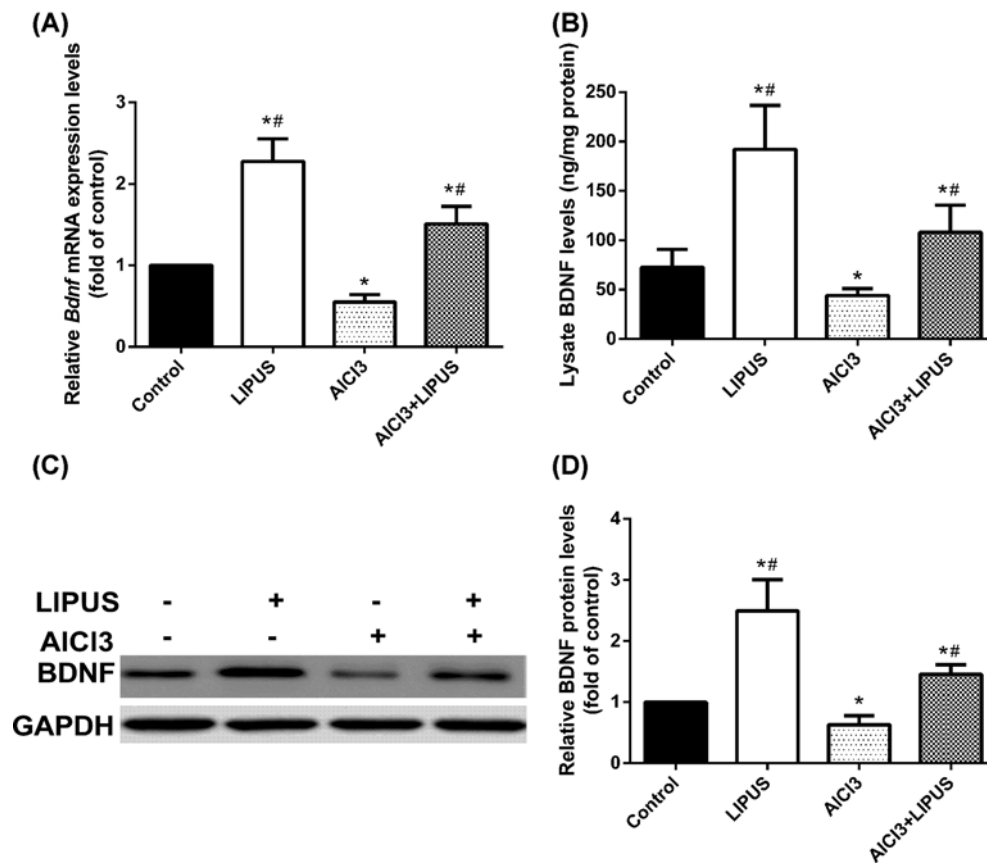 (A)
Relative Bdnf mRNA expression levels
(fold of control)
3
2
1
0
*#
*
*#
Control
LIPUS
AlCl3
AlCl3+LIPUS
(B)
Lysate BDNF levels (ng/mg protein)
250
200
150
100
50
0
*#
*
*#
Control
LIPUS
AlCl3
AlCl3+LIPUS
(C)
LIPUS - + - +
AlCl3 - - + +
BDNF
GAPDH
(D)
Relative BDNF protein levels
(fold of control)
4
3
2
1
0
*#
*
*#
Control
LIPUS
AlCl3
AlCl3+LIPUS